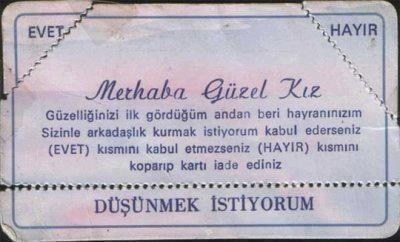 EVET HAYIR
Merhaba Güzel Kız
Güzelliğinizi ilk gördüğüm andan beri hayranınızım
Sizinle arkadaşlık kurmak istiyorum kabul ederseniz
(EVET) kısmını kabul etmezseniz (HAYIR) kısmını
koparıp kartı iade ediniz
DÜŞÜNMEK İSTİYORUM